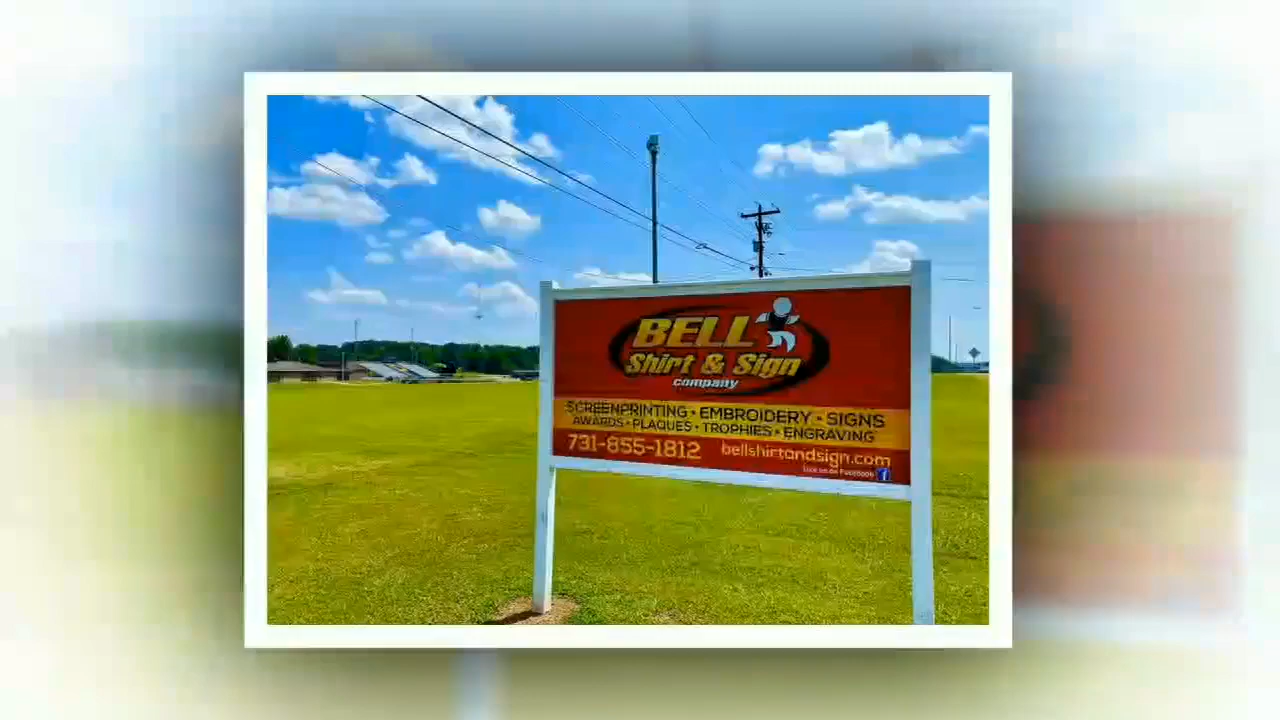 BELL
Shirt & Sign
company
SCREENPRINTING • EMBROIDERY • SIGNS
AWARDS • PLAQUES • TROPHIES • ENGRAVING
731-855-1812 bellshirtandsign.com
Like us on Facebook f